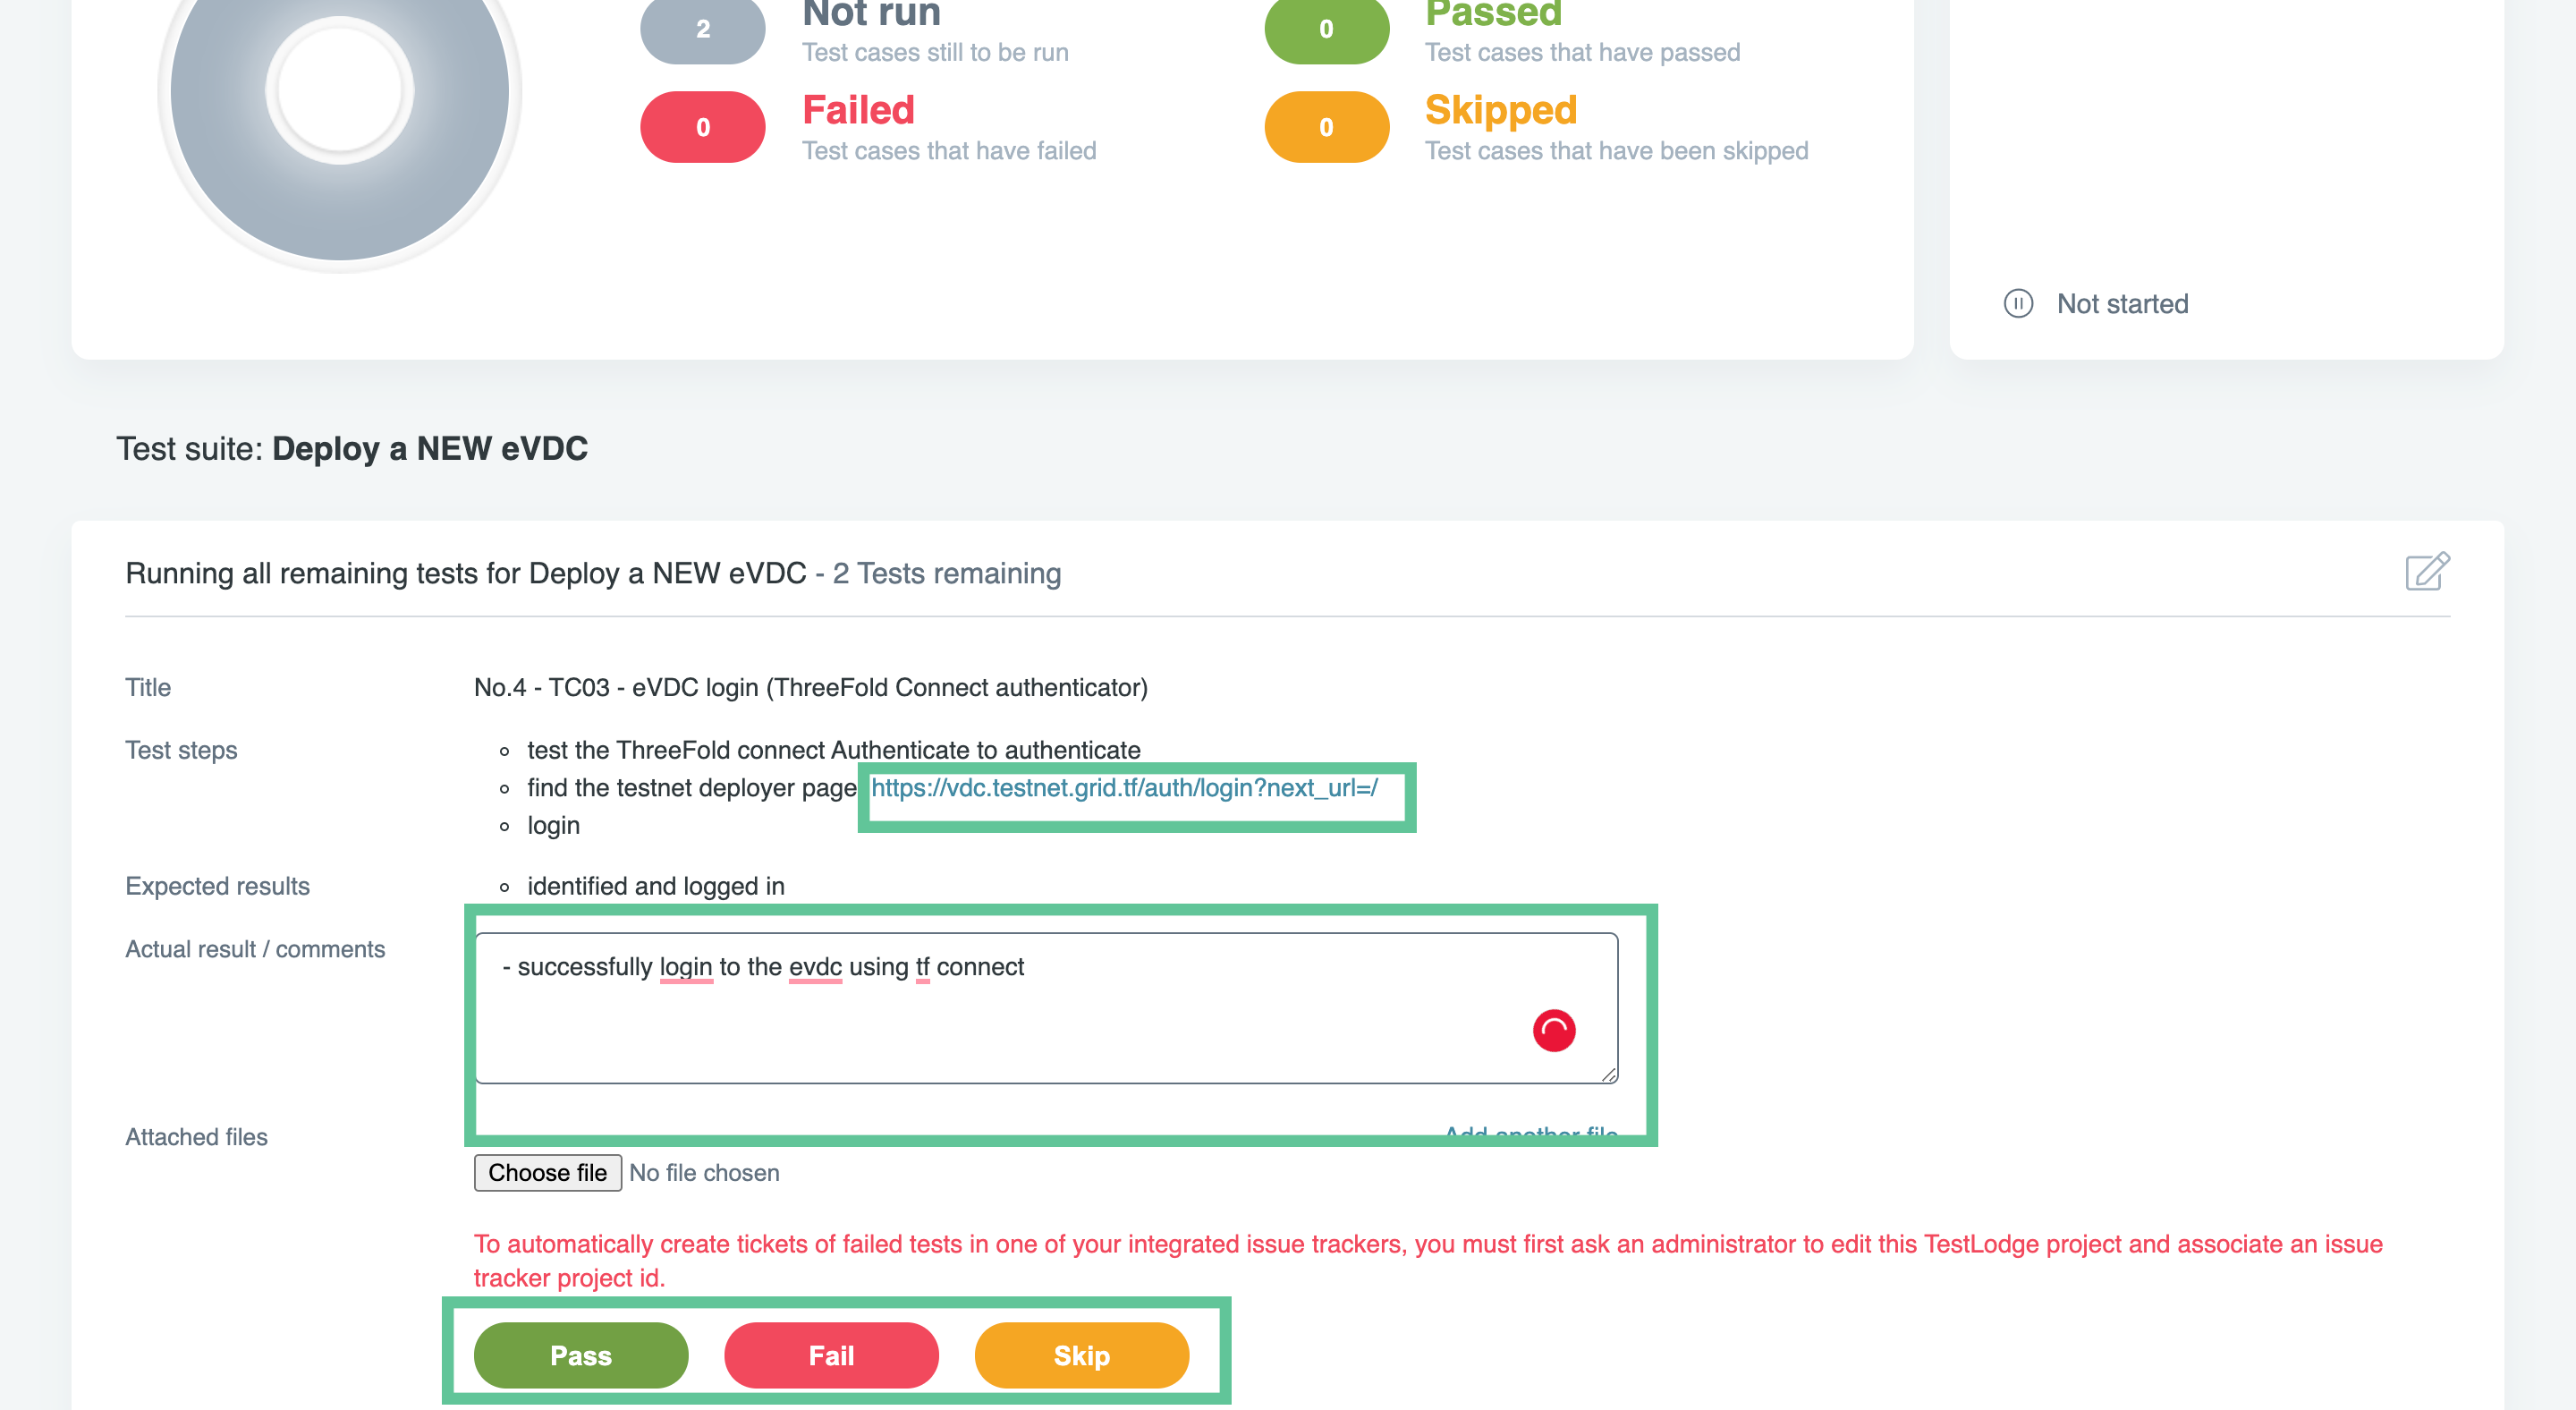 2
Not run
Test cases still to be run
0
Passed
Test cases that have passed
0
Failed
Test cases that have failed
0
Skipped
Test cases that have been skipped
Not started
Test suite: Deploy a NEW eVDC
Running all remaining tests for Deploy a NEW eVDC - 2 Tests remaining
Title
No.4 - TC03 - eVDC login (ThreeFold Connect authenticator)
Test steps
test the ThreeFold connect Authenticate to authenticate
find the testnet deployer page https://vdc.testnet.grid.tf/auth/login?next_url=/
login
Expected results
identified and logged in
Actual result / comments
- successfully login to the evdc using tf connect
Attached files
Add another file
Choose file No file chosen
To automatically create tickets of failed tests in one of your integrated issue trackers, you must first ask an administrator to edit this TestLodge project and associate an issue
tracker project id.
Pass
Fail
Skip